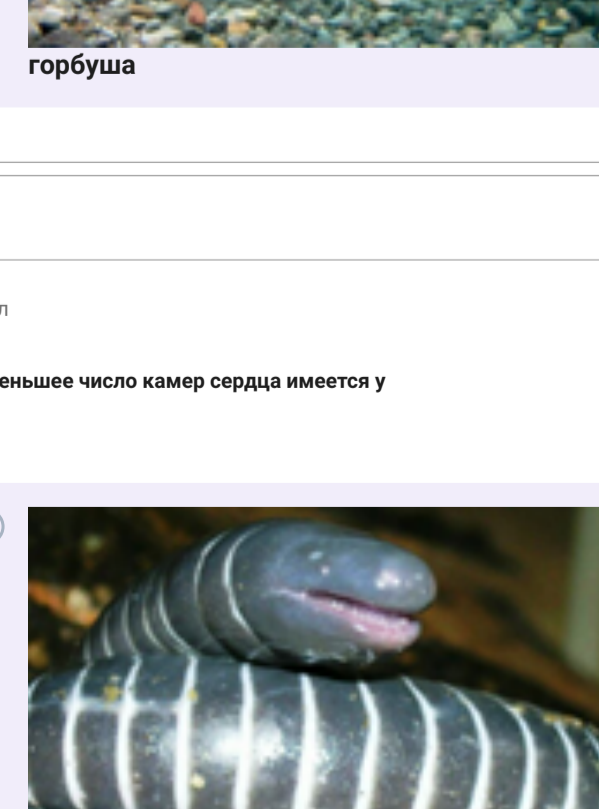 горбуша
л
еньшее число камер сердца имеется у